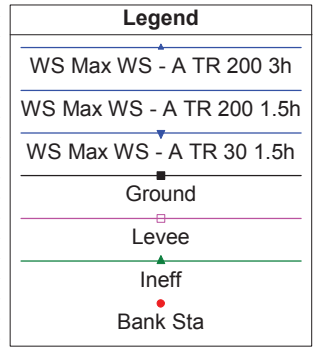 Legend
WS Max WS - A TR 200 3h
WS Max WS - A TR 200 1.5h
WS Max WS - A TR 30 1.5h
Ground
Levee
Ineff
Bank Sta